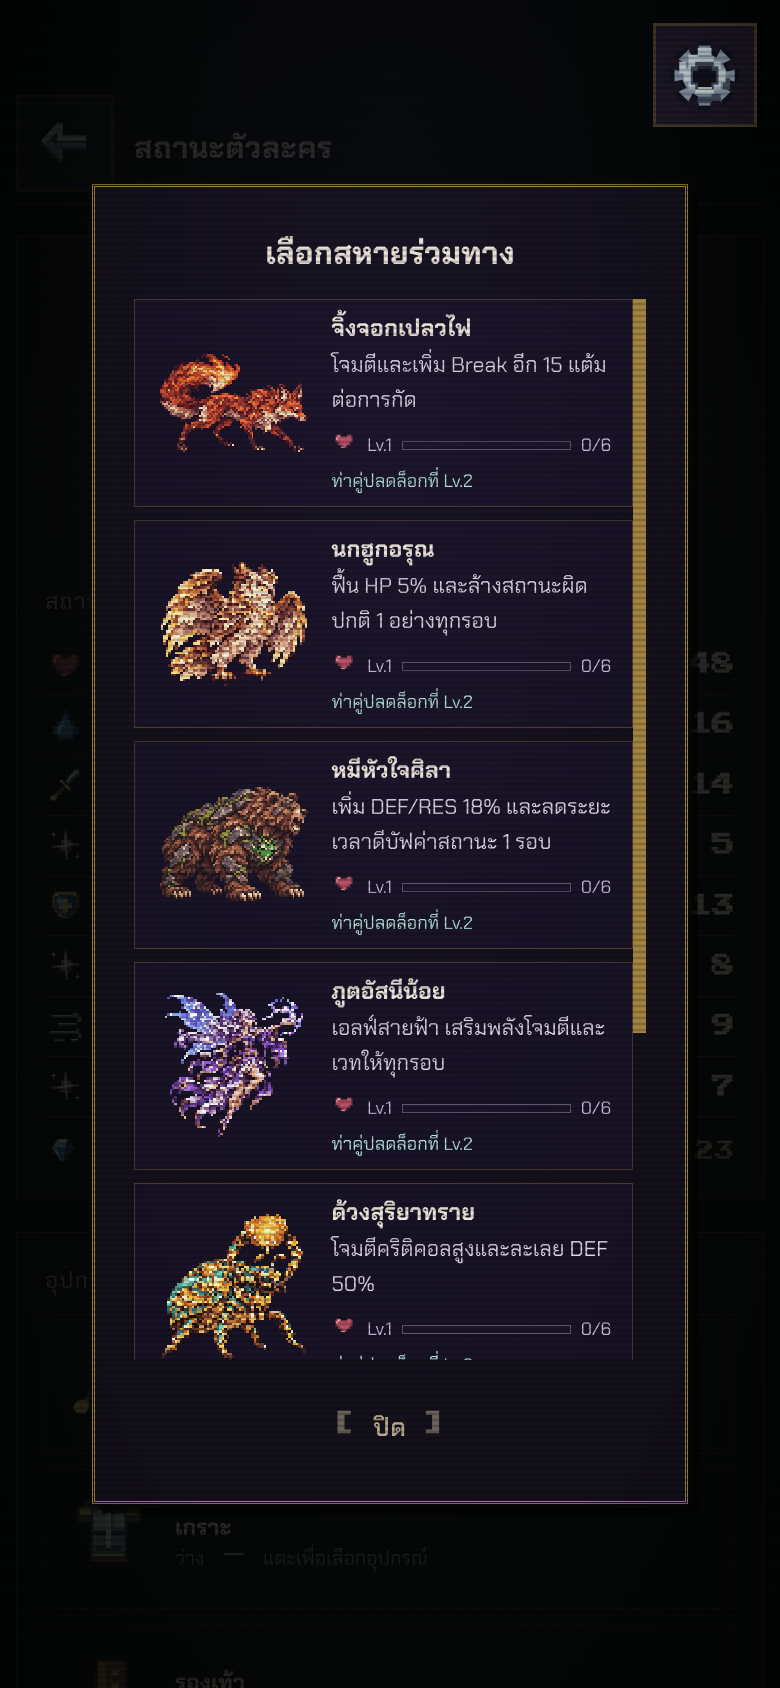 สถานะตัวละคร
เลือกสหายร่วมทาง
จิ้งจอกเปลวไฟ
โจมตีและเพิ่ม Break อีก 15 แต้ม
ต่อการกัด
Lv.1 0/6
ท่าคู่ปลดล็อกที่ Lv.2
นกฮูกอรุณ
ฟื้น HP 5% และล้างสถานะผิด
ปกติ 1 อย่างทุกรอบ
Lv.1 0/6
ท่าคู่ปลดล็อกที่ Lv.2
หมีหัวใจศิลา
เพิ่ม DEF/RES 18% และลดระยะ
เวลาดีบัฟค่าสถานะ 1 รอบ
Lv.1 0/6
ท่าคู่ปลดล็อกที่ Lv.2
ภูตอัสนีน้อย
เอลฟ์สายฟ้า เสริมพลังโจมตีและ
เวทให้ทุกรอบ
Lv.1 0/6
ท่าคู่ปลดล็อกที่ Lv.2
ด้วงสุริยาทราย
โจมตีคริติคอลสูงและละเลย DEF
50%
Lv.1 0/6
48
16
14
5
13
8
9
7
23
[ ปิด ]
เกราะ
ว่าง — แตะเพื่อเลือกอุปกรณ์
รองเท้า